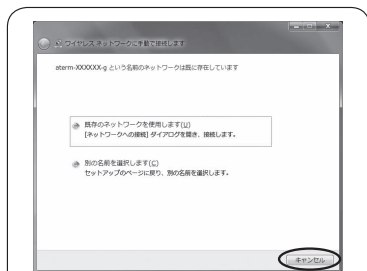 ワイヤレス ネットワークに手動で接続します
aterm-XXXXXX-g という名前のネットワークは既に存在しています
既存のネットワークを使用します(U)
[ネットワークへの接続] ダイアログを開き、接続します。
別の名前を選択します(C)
セットアップのページに戻り、別の名前を選択します。
キャンセル